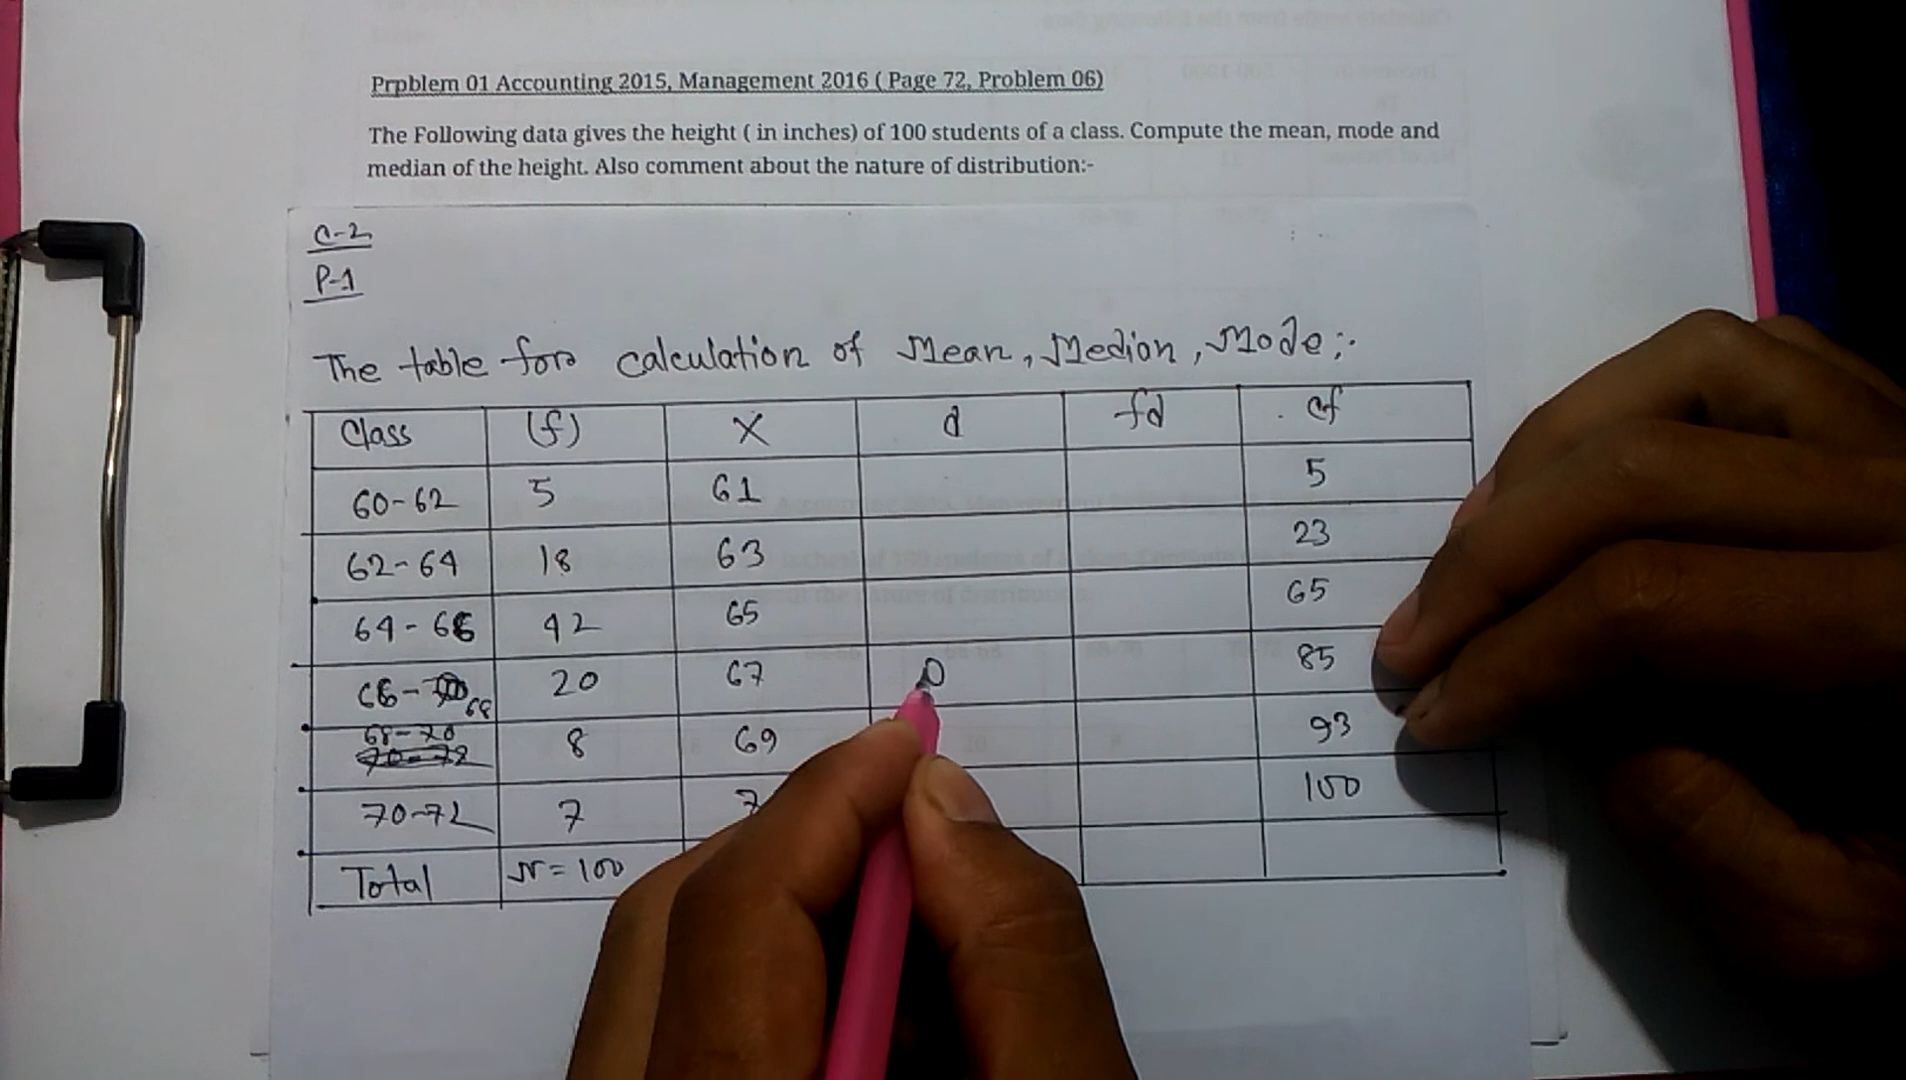 Prpblem 01 Accounting 2015, Management 2016 ( Page 72, Problem 06)
The Following data gives the height ( in inches) of 100 students of a class. Compute the mean, mode and
median of the height. Also comment about the nature of distribution:-
C-2
P-1
The table for calculation of Mean, Median, Mode:-
Class (f) X d fd cf
60-62 5 61 5
62-64 18 63 23
64-66 42 65 65
66-68 20 67 0 85
68-70 8 69 93
70-72 7 7 100
Total N = 100